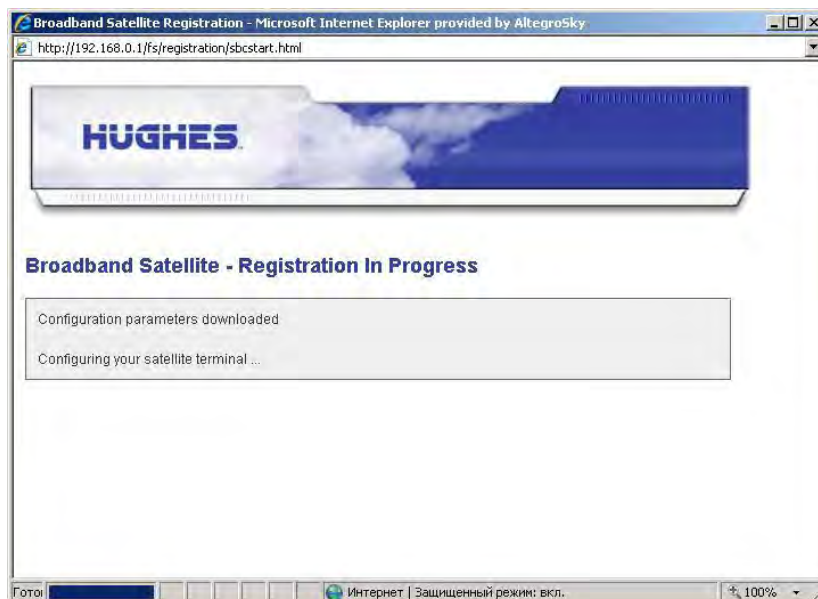 Broadband Satellite Registration - Microsoft Internet Explorer provided by AltegroSky
http://192.168.0.1/fs/registration/sbcstart.html
HUGHES
Broadband Satellite - Registration In Progress
Configuration parameters downloaded
Configuring your satellite terminal ...
Интернет | Защищенный режим: вкл.
100%